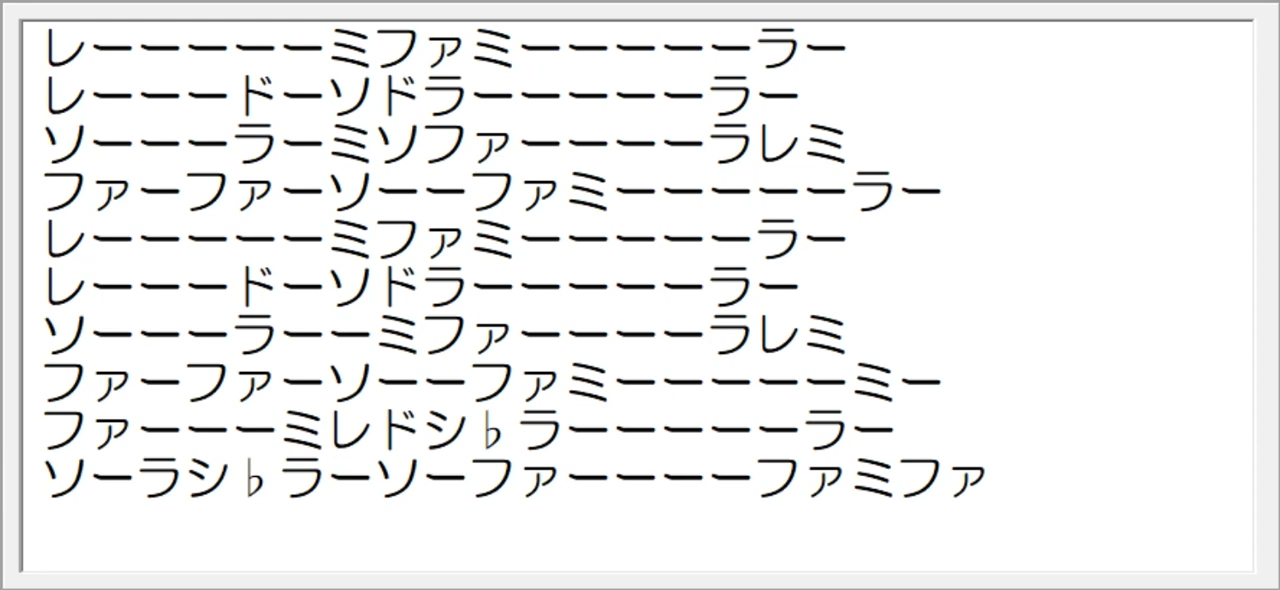 レーーーーーミファミーーーーーラー
レーーードーソドラーーーーーラー
ソーーーラーミソファーーーーラレミ
ファーファーソーーファミーーーーーラー
レーーーーーミファミーーーーーラー
レーーードーソドラーーーーーラー
ソーーーラーーミファーーーーラレミ
ファーファーソーーファミーーーーーミー
ファーーーミレドシ♭ラーーーーーラー
ソーラシ♭ラーソーファーーーーファミファ